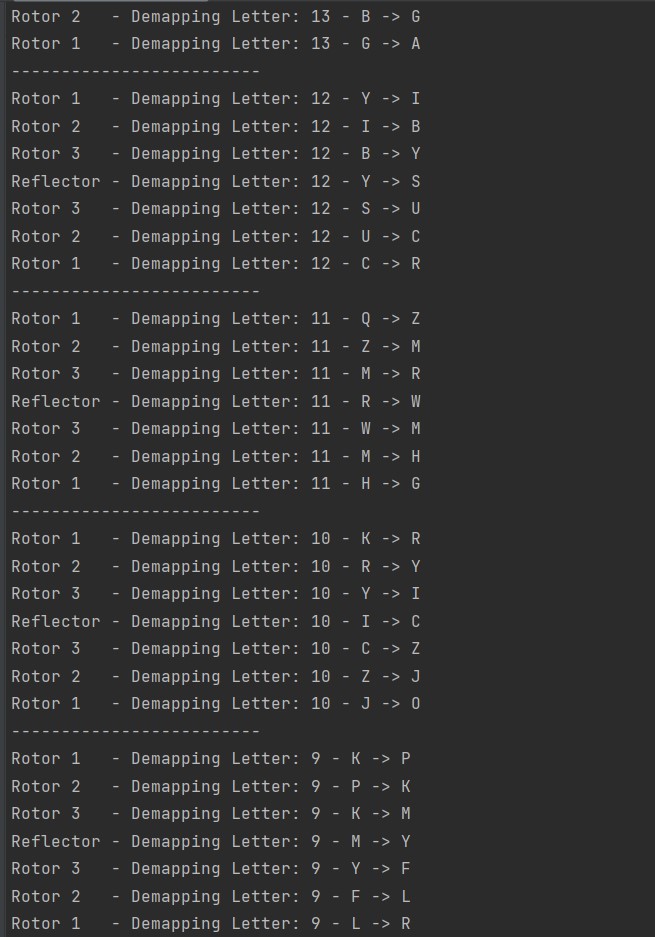 Rotor 2   - Demapping Letter: 13 - B -> G
Rotor 1   - Demapping Letter: 13 - G -> A
-------------------------
Rotor 1   - Demapping Letter: 12 - Y -> I
Rotor 2   - Demapping Letter: 12 - I -> B
Rotor 3   - Demapping Letter: 12 - B -> Y
Reflector - Demapping Letter: 12 - Y -> S
Rotor 3   - Demapping Letter: 12 - S -> U
Rotor 2   - Demapping Letter: 12 - U -> C
Rotor 1   - Demapping Letter: 12 - C -> R
-------------------------
Rotor 1   - Demapping Letter: 11 - Q -> Z
Rotor 2   - Demapping Letter: 11 - Z -> M
Rotor 3   - Demapping Letter: 11 - M -> R
Reflector - Demapping Letter: 11 - R -> W
Rotor 3   - Demapping Letter: 11 - W -> M
Rotor 2   - Demapping Letter: 11 - M -> H
Rotor 1   - Demapping Letter: 11 - H -> G
-------------------------
Rotor 1   - Demapping Letter: 10 - K -> R
Rotor 2   - Demapping Letter: 10 - R -> Y
Rotor 3   - Demapping Letter: 10 - Y -> I
Reflector - Demapping Letter: 10 - I -> C
Rotor 3   - Demapping Letter: 10 - C -> Z
Rotor 2   - Demapping Letter: 10 - Z -> J
Rotor 1   - Demapping Letter: 10 - J -> O
-------------------------
Rotor 1   - Demapping Letter: 9 - K -> P
Rotor 2   - Demapping Letter: 9 - P -> K
Rotor 3   - Demapping Letter: 9 - K -> M
Reflector - Demapping Letter: 9 - M -> Y
Rotor 3   - Demapping Letter: 9 - Y -> F
Rotor 2   - Demapping Letter: 9 - F -> L
Rotor 1   - Demapping Letter: 9 - L -> R